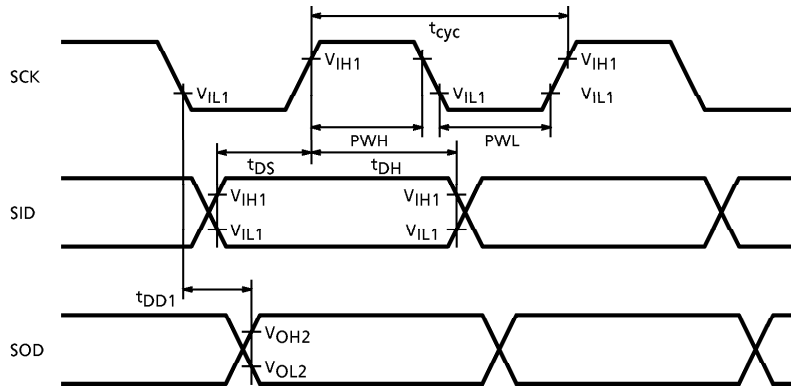 tcyc
SCK
VIH1
VIH1
VIL1
VIL1
VIL1
PWH
PWL
tDS
tDH
SID
VIH1
VIH1
VIL1
VIL1
tDD1
SOD
VOH2
VOL2